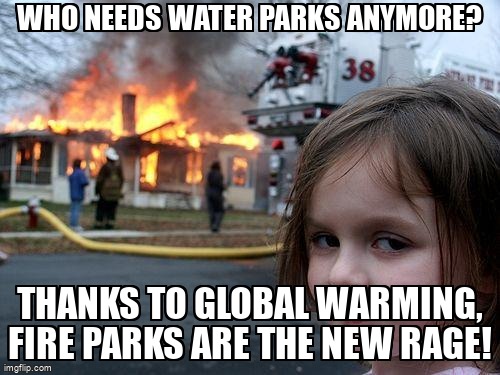 WHO NEEDS WATER PARKS ANYMORE?
38
THANKS TO GLOBAL WARMING,
FIRE PARKS ARE THE NEW RAGE!
imgflip.com